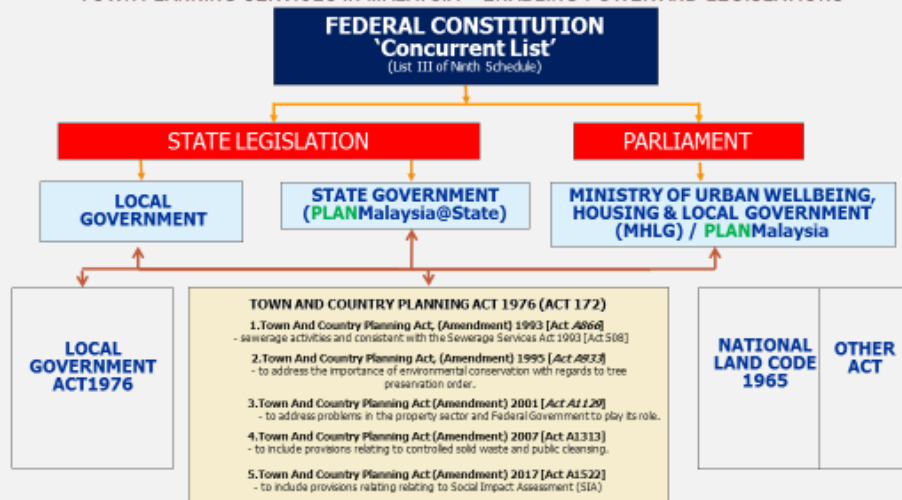 FEDERAL CONSTITUTION
‘Concurrent List’
(List III of Ninth Schedule)
STATE LEGISLATION
PARLIAMENT
LOCAL
GOVERNMENT
STATE GOVERNMENT
(PLANMalaysia@State)
MINISTRY OF URBAN WELLBEING,
HOUSING & LOCAL GOVERNMENT
(MHLG) / PLANMalaysia
LOCAL
GOVERNMENT
ACT1976
TOWN AND COUNTRY PLANNING ACT 1976 (ACT 172)
1.Town And Country Planning Act, (Amendment) 1993 [Act A866]
- sewerage activities and consistent with the Sewerage Services Act 1993 [Act 508]
2.Town And Country Planning Act, (Amendment) 1995 [Act A933]
- to address the importance of environmental conservation with regards to tree
preservation order.
3.Town And Country Planning Act (Amendment) 2001 [Act A1129]
- to address problems in the property sector and Federal Government to play its role.
4.Town And Country Planning Act (Amendment) 2007 [Act A1313]
- to include provisions relating to controlled solid waste and public cleansing.
5.Town And Country Planning Act (Amendment) 2017 [Act A1522]
- to include provisions relating relating to Social Impact Assessment (SIA)
NATIONAL
LAND CODE
1965
OTHER
ACT